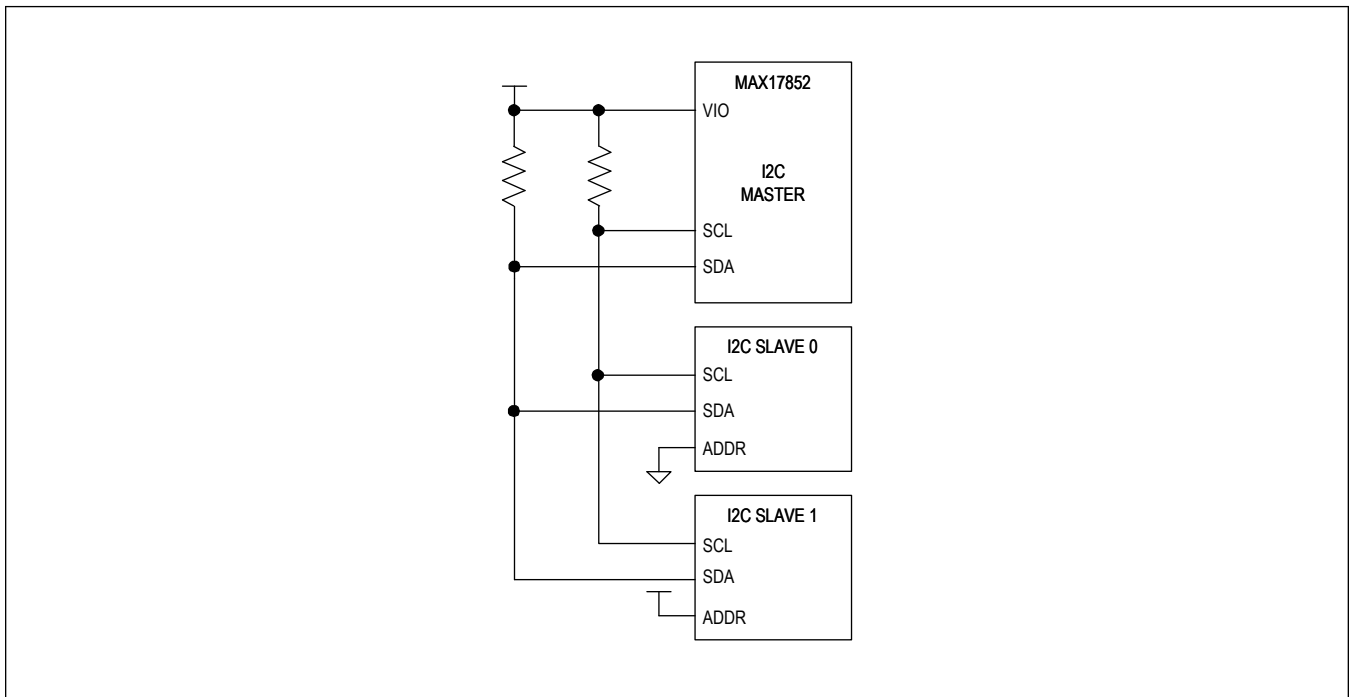 MAX17852
VIO
I2C
MASTER
SCL
SDA
I2C SLAVE 0
SCL
SDA
ADDR
I2C SLAVE 1
SCL
SDA
ADDR